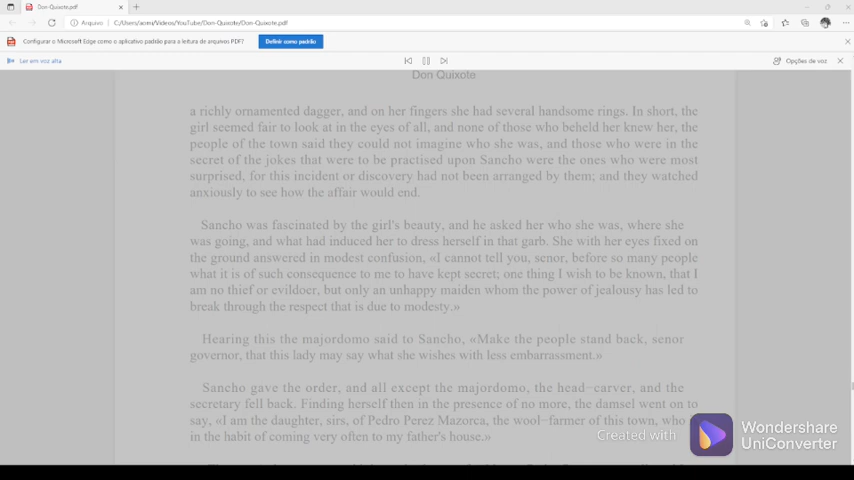 Don-Quixote.pdf
Arquivo C:/Users/acms/Videos/YouTube/Don-Quixote/Don-Quixote.pdf
Configurar o Microsoft Edge como o aplicativo padrão para a leitura de arquivos PDF? Definir como padrão
Ler em voz alta
Opções de voz
Don Quixote
a richly ornamented dagger, and on her fingers she had several handsome rings. In short, the
girl seemed fair to look at in the eyes of all, and none of those who beheld her knew her, the
people of the town said they could not imagine who she was, and those who were in the
secret of the jokes that were to be practised upon Sancho were the ones who were most
surprised, for this incident or discovery had not been arranged by them; and they watched
anxiously to see how the affair would end.
Sancho was fascinated by the girl's beauty, and he asked her who she was, where she
was going, and what had induced her to dress herself in that garb. She with her eyes fixed on
the ground answered in modest confusion, «I cannot tell you, senor, before so many people
what it is of such consequence to me to have kept secret; one thing I wish to be known, that I
am no thief or evildoer, but only an unhappy maiden whom the power of jealousy has led to
break through the respect that is due to modesty.»
Hearing this the majordomo said to Sancho, «Make the people stand back, senor
governor, that this lady may say what she wishes with less embarrassment.»
Sancho gave the order, and all except the majordomo, the head−carver, and the
secretary fell back. Finding herself then in the presence of no more, the damsel went on to
say, «I am the daughter, sirs, of Pedro Perez Mazorca, the wool−farmer of this town, who
in the habit of coming very often to my father's house.»
Created with
Wondershare
UniConverter